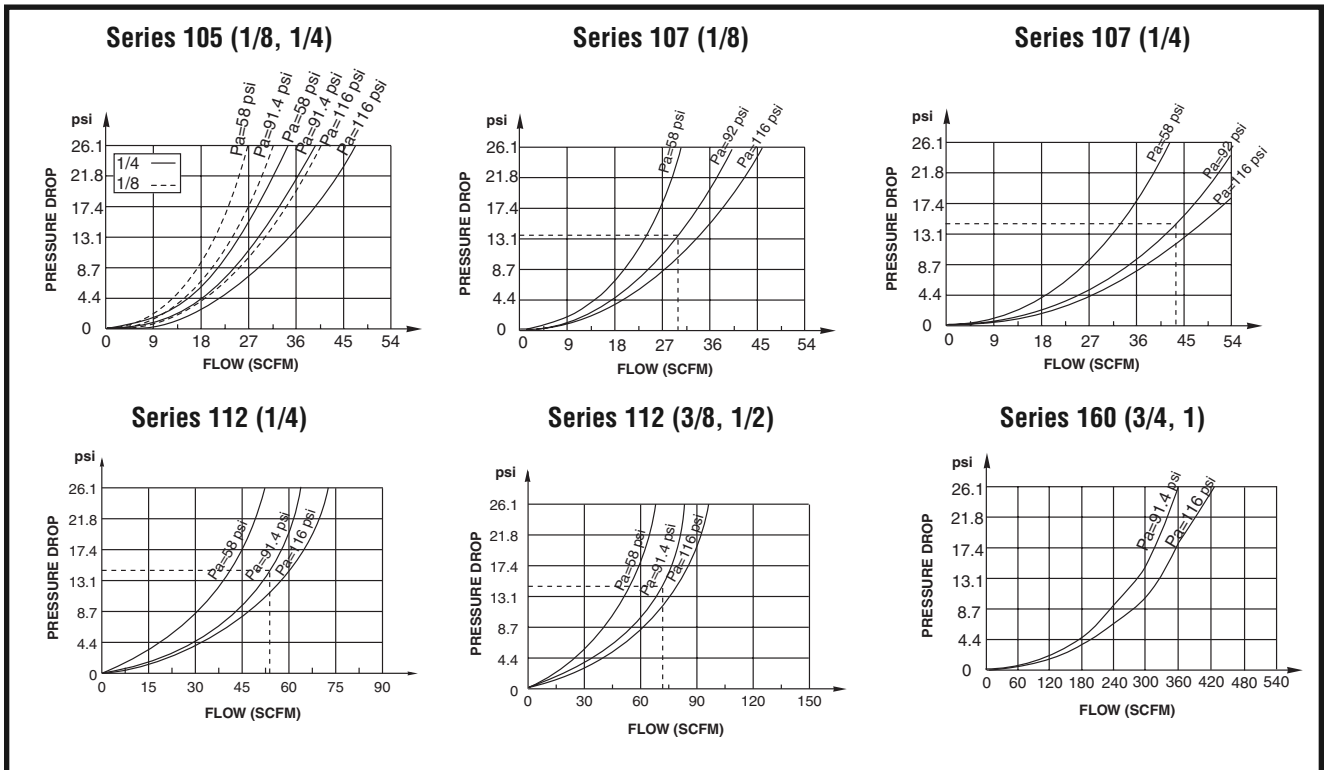 Series 105 (1/8, 1/4)
psi
PRESSURE DROP
26.1
21.8
17.4
13.1
8.7
4.4
0
1/4
1/8
Pa=58 psi
Pa=91.4 psi
Pa=58 psi
Pa=91.4 psi
Pa=116 psi
Pa=116 psi
0 9 18 27 36 45 54
FLOW (SCFM)
Series 107 (1/8)
psi
PRESSURE DROP
26.1
21.8
17.4
13.1
8.7
4.4
0
Pa=58 psi
Pa=92 psi
Pa=116 psi
0 9 18 27 36 45 54
FLOW (SCFM)
Series 107 (1/4)
psi
PRESSURE DROP
26.1
21.8
17.4
13.1
8.7
4.4
0
Pa=58 psi
Pa=92 psi
Pa=116 psi
0 9 18 27 36 45 54
FLOW (SCFM)
Series 112 (1/4)
psi
PRESSURE DROP
26.1
21.8
17.4
13.1
8.7
4.4
0
Pa=58 psi
Pa=91.4 psi
Pa=116 psi
0 15 30 45 60 75 90
FLOW (SCFM)
Series 112 (3/8, 1/2)
psi
PRESSURE DROP
26.1
21.8
17.4
13.1
8.7
4.4
0
Pa=58 psi
Pa=91.4 psi
Pa=116 psi
0 30 60 90 120 150
FLOW (SCFM)
Series 160 (3/4, 1)
psi
PRESSURE DROP
26.1
21.8
17.4
13.1
8.7
4.4
0
Pa=91.4 psi
Pa=116 psi
0 60 120 180 240 300 360 420 480 540
FLOW (SCFM)